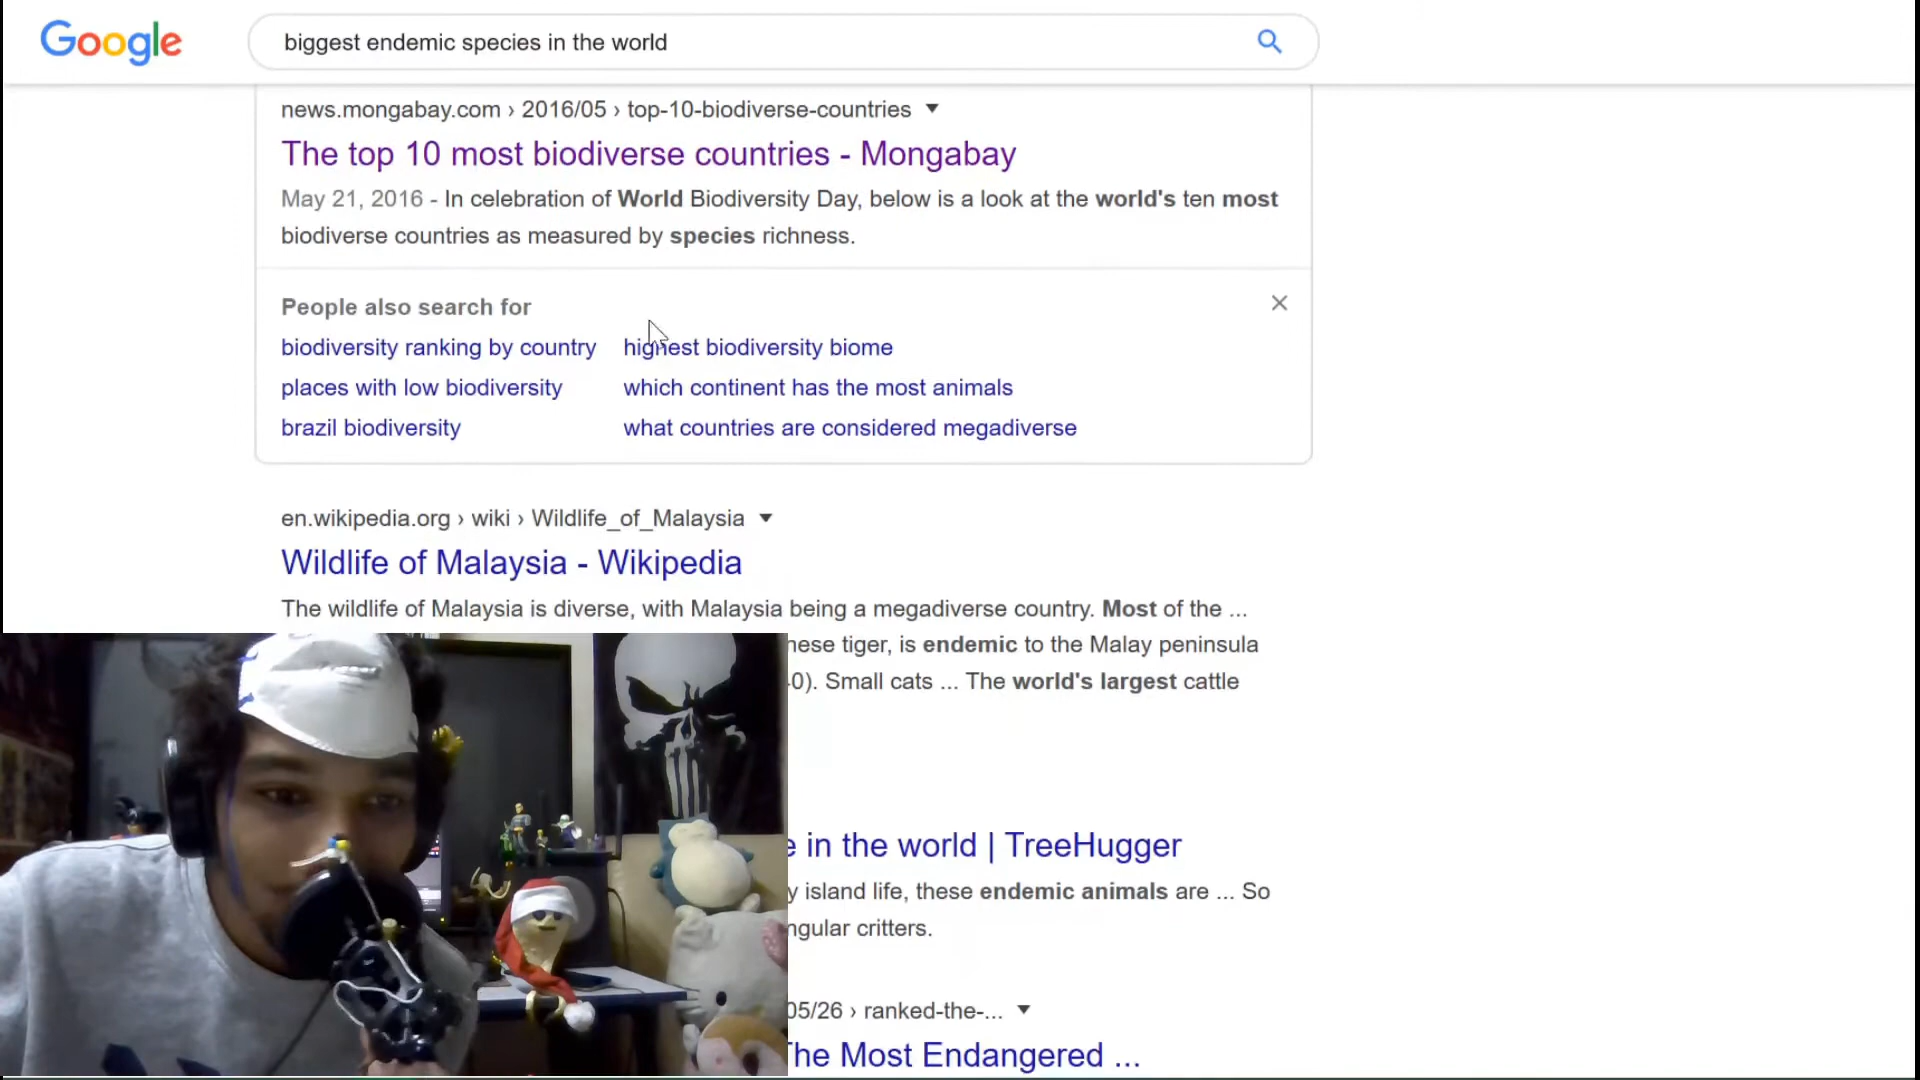 Google
biggest endemic species in the world
news.mongabay.com › 2016/05 › top-10-biodiverse-countries
The top 10 most biodiverse countries - Mongabay
May 21, 2016 - In celebration of World Biodiversity Day, below is a look at the world's ten most
biodiverse countries as measured by species richness.
People also search for
biodiversity ranking by country
highest biodiversity biome
places with low biodiversity
which continent has the most animals
brazil biodiversity
what countries are considered megadiverse
en.wikipedia.org › wiki › Wildlife_of_Malaysia
Wildlife of Malaysia - Wikipedia
The wildlife of Malaysia is diverse, with Malaysia being a megadiverse country. Most of the ...
tiger, is endemic to the Malay peninsula
Small cats ... The world's largest cattle
in the world | TreeHugger
island life, these endemic animals are ... So
critters.
05/26 › ranked-the-...
The Most Endangered ...